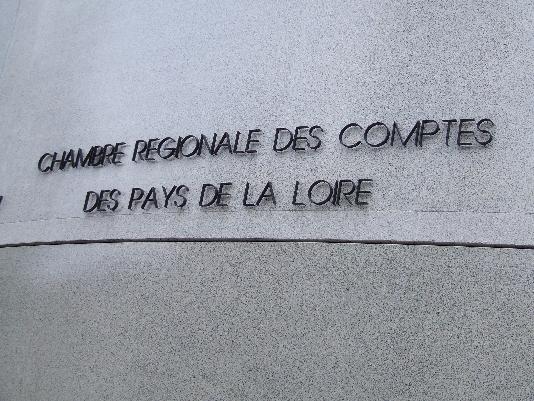 CHAMBRE REGIONALE DES COMPTES
DES PAYS DE LA LOIRE